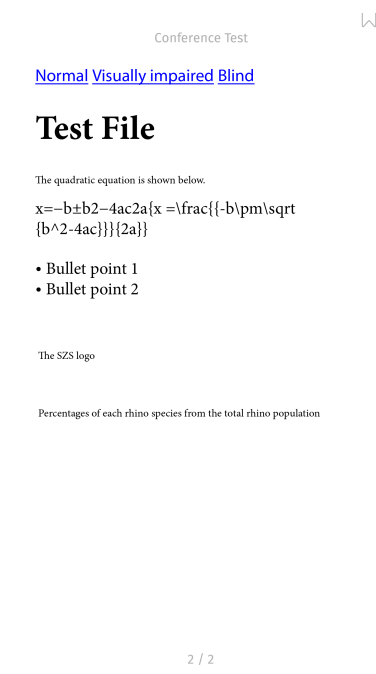 Conference Test
Normal Visually impaired Blind
Test File
The quadratic equation is shown below.
x=−b±b2−4ac2a{x =\frac{{-b\pm\sqrt
{b^2-4ac}}}{2a}}
• Bullet point 1
• Bullet point 2
The SZS logo
Percentages of each rhino species from the total rhino population
2 / 2